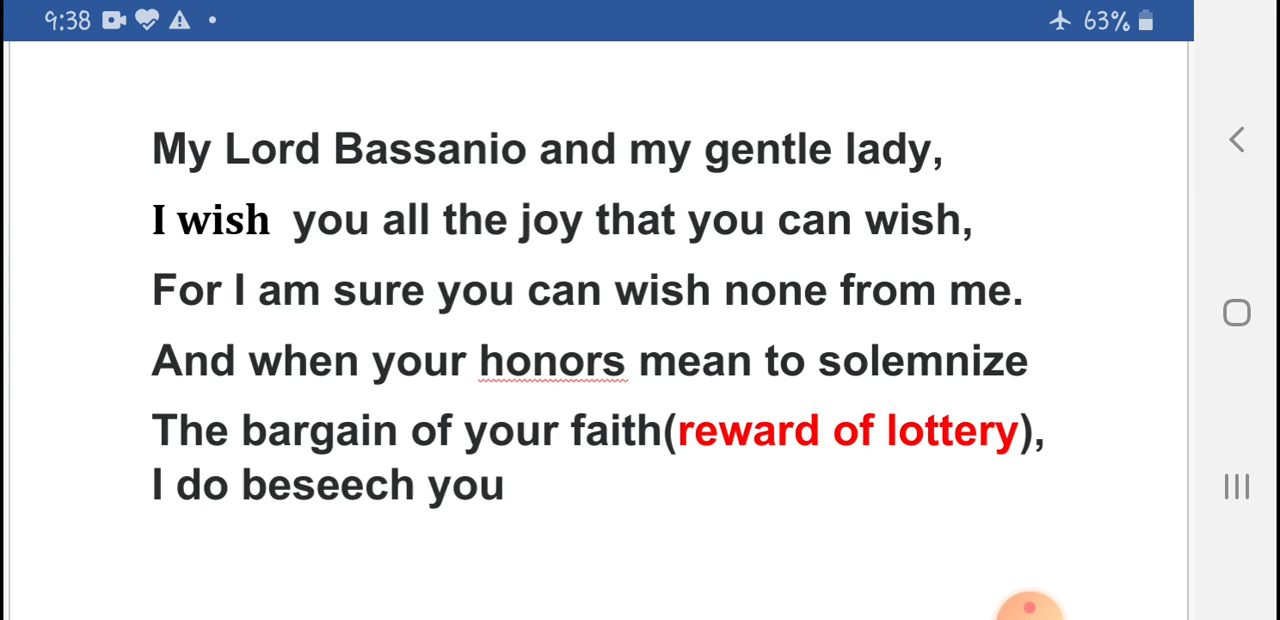 9:38 63%
My Lord Bassanio and my gentle lady,
I wish you all the joy that you can wish,
For I am sure you can wish none from me.
And when your honors mean to solemnize
The bargain of your faith(reward of lottery),
I do beseech you